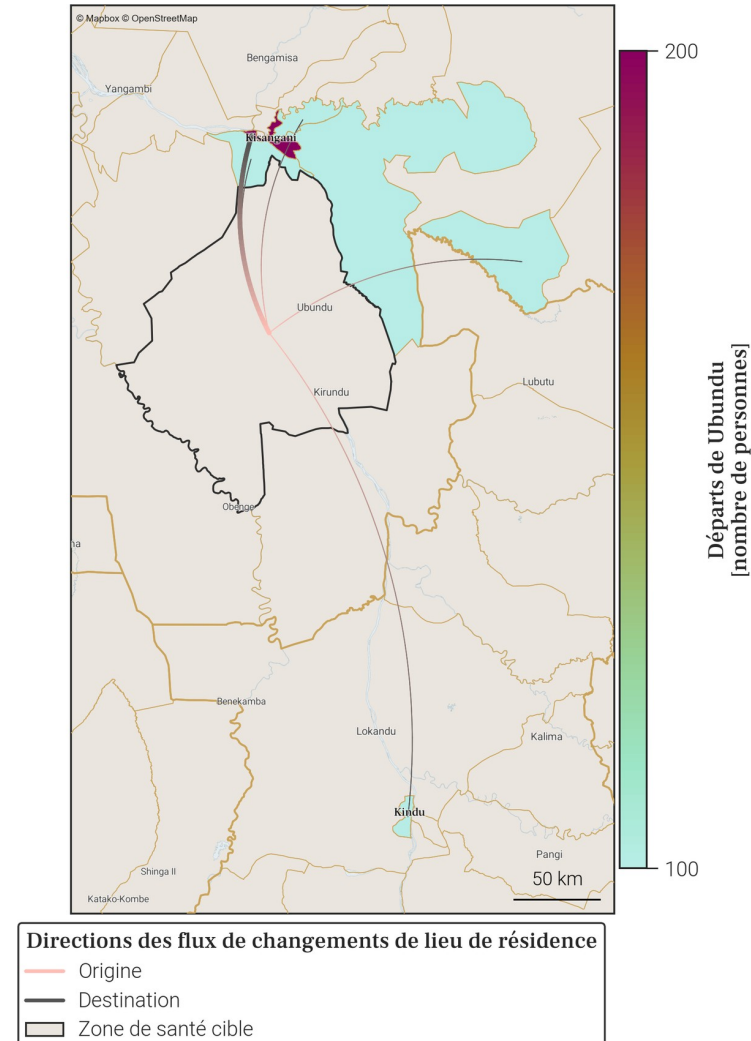 © Mapbox © OpenStreetMap
Bengamisa
Yangambi
Kisangani
Ubundu
Lubutu
Kirundu
Obenge
na
Benekamba
Lokandu
Kalima
Kindu
Pangi
Shinga II
Katako-Kombe
50 km
200
100
Départs de Ubundu
[nombre de personnes]
Directions des flux de changements de lieu de résidence
Origine
Destination
Zone de santé cible